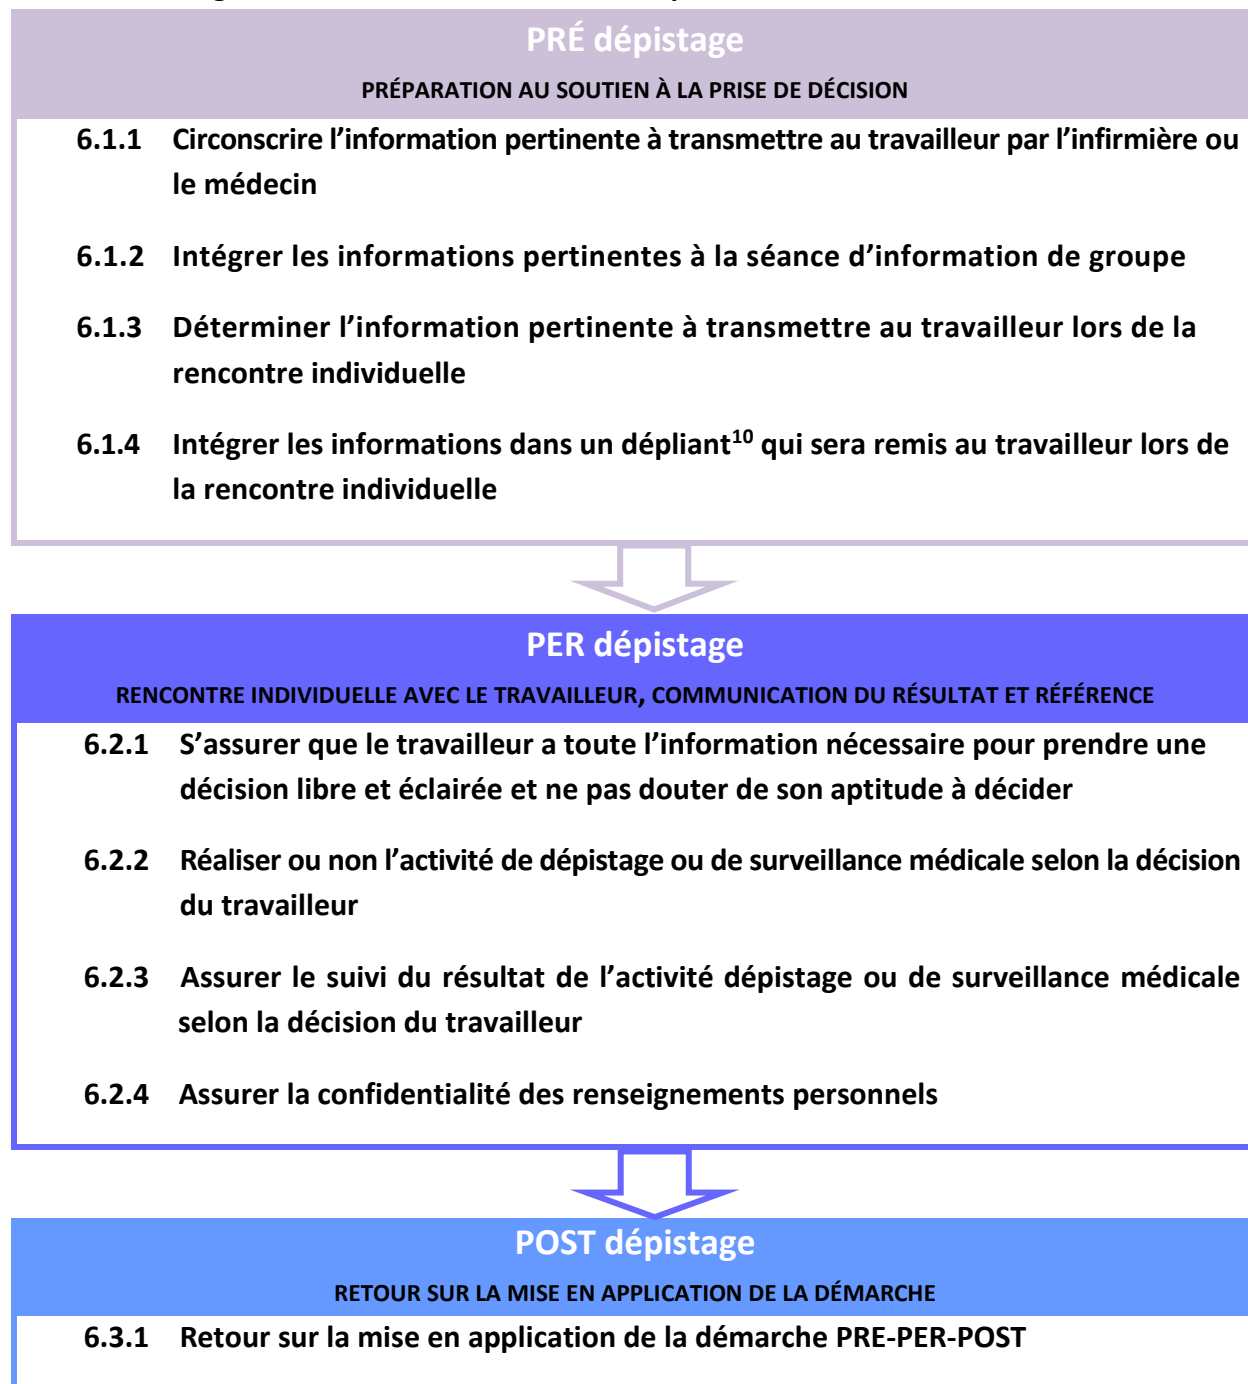 PRÉ dépistage
PRÉPARATION AU SOUTIEN À LA PRISE DE DÉCISION
6.1.1 Circonscrire l’information pertinente à transmettre au travailleur par l’infirmière ou
le médecin
6.1.2 Intégrer les informations pertinentes à la séance d’information de groupe
6.1.3 Déterminer l’information pertinente à transmettre au travailleur lors de la
rencontre individuelle
6.1.4 Intégrer les informations dans un dépliant10 qui sera remis au travailleur lors de
la rencontre individuelle
PER dépistage
RENCONTRE INDIVIDUELLE AVEC LE TRAVAILLEUR, COMMUNICATION DU RÉSULTAT ET RÉFÉRENCE
6.2.1 S’assurer que le travailleur a toute l’information nécessaire pour prendre une
décision libre et éclairée et ne pas douter de son aptitude à décider
6.2.2 Réaliser ou non l’activité de dépistage ou de surveillance médicale selon la décision
du travailleur
6.2.3 Assurer le suivi du résultat de l’activité dépistage ou de surveillance médicale
selon la décision du travailleur
6.2.4 Assurer la confidentialité des renseignements personnels
POST dépistage
RETOUR SUR LA MISE EN APPLICATION DE LA DÉMARCHE
6.3.1 Retour sur la mise en application de la démarche PRE-PER-POST